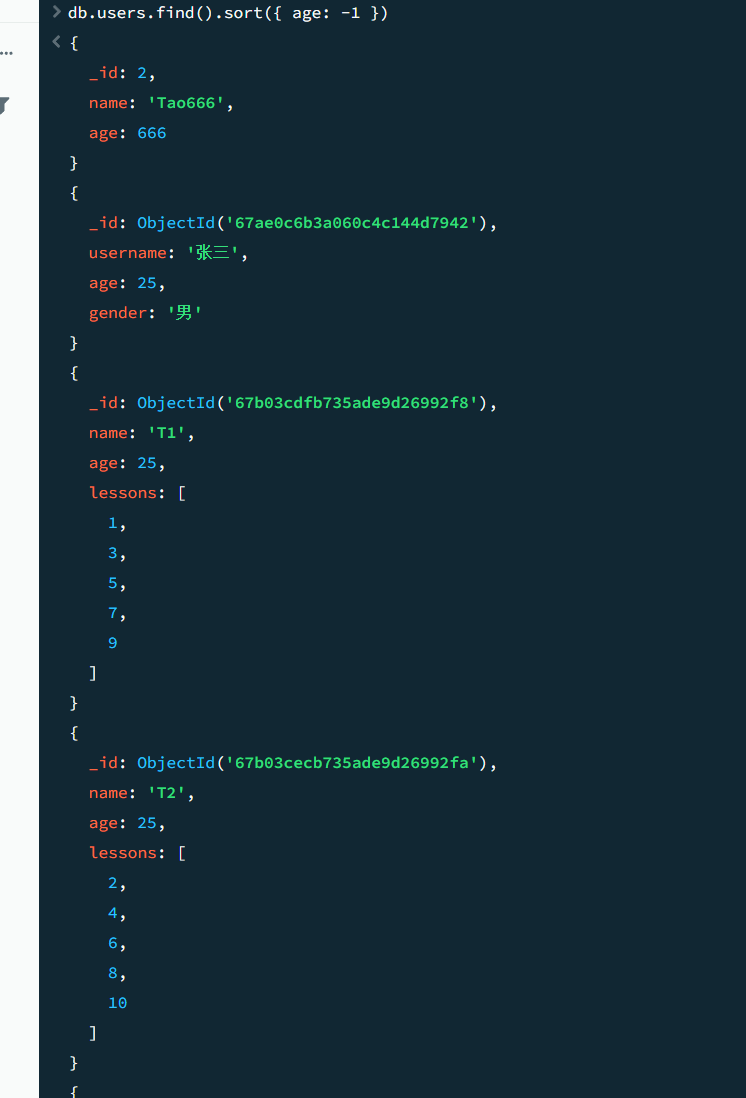 db.users.find().sort({ age: -1 })
{
_id: 2,
name: 'Tao666',
age: 666
}
{
_id: ObjectId('67ae0c6b3a060c4c144d7942'),
username: '张三',
age: 25,
gender: '男'
}
{
_id: ObjectId('67b03cdfb735ade9d26992f8'),
name: 'T1',
age: 25,
lessons: [
1,
3,
5,
7,
9
]
}
{
_id: ObjectId('67b03cecb735ade9d26992fa'),
name: 'T2',
age: 25,
lessons: [
2,
4,
6,
8,
10
]
}
{